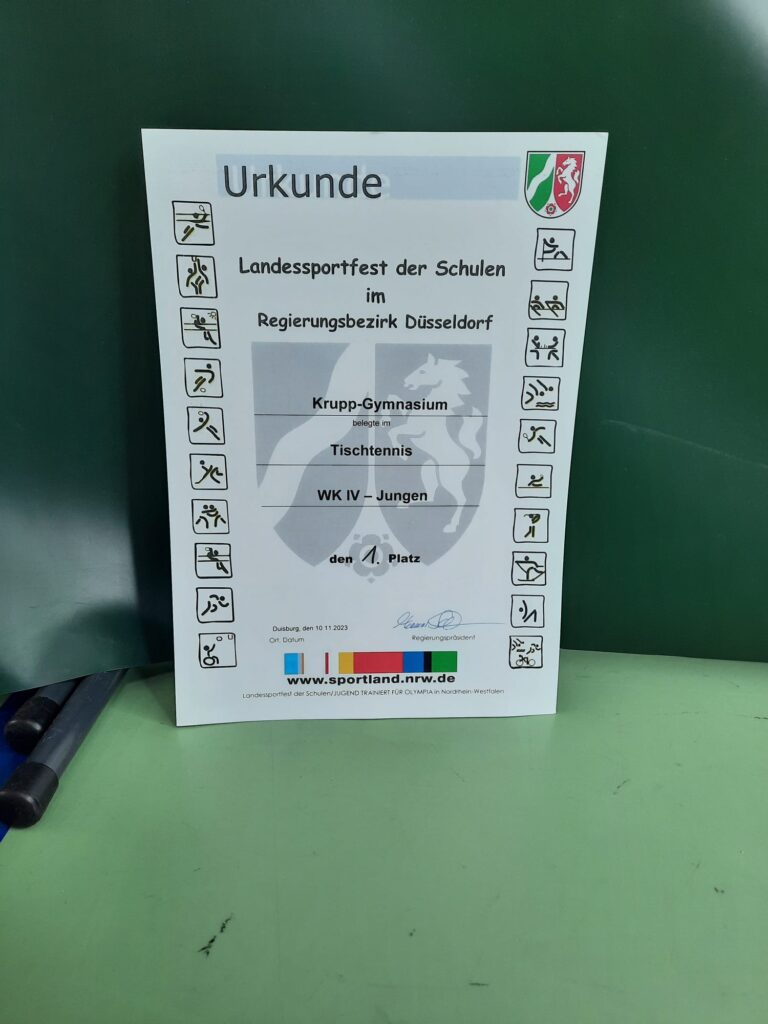 Urkunde
Landessportfest der Schulen
im
Regierungsbezirk Düsseldorf
Krupp-Gymnasium
belegte im
Tischtennis
WK IV – Jungen
den 1. Platz
Duisburg, den 10.11.2023
Ort, Datum
Regierungspräsident
www.sportland.nrw.de
Landessportfest der Schulen/JUGEND TRAINIERT FÜR OLYMPIA in Nordrhein-Westfalen